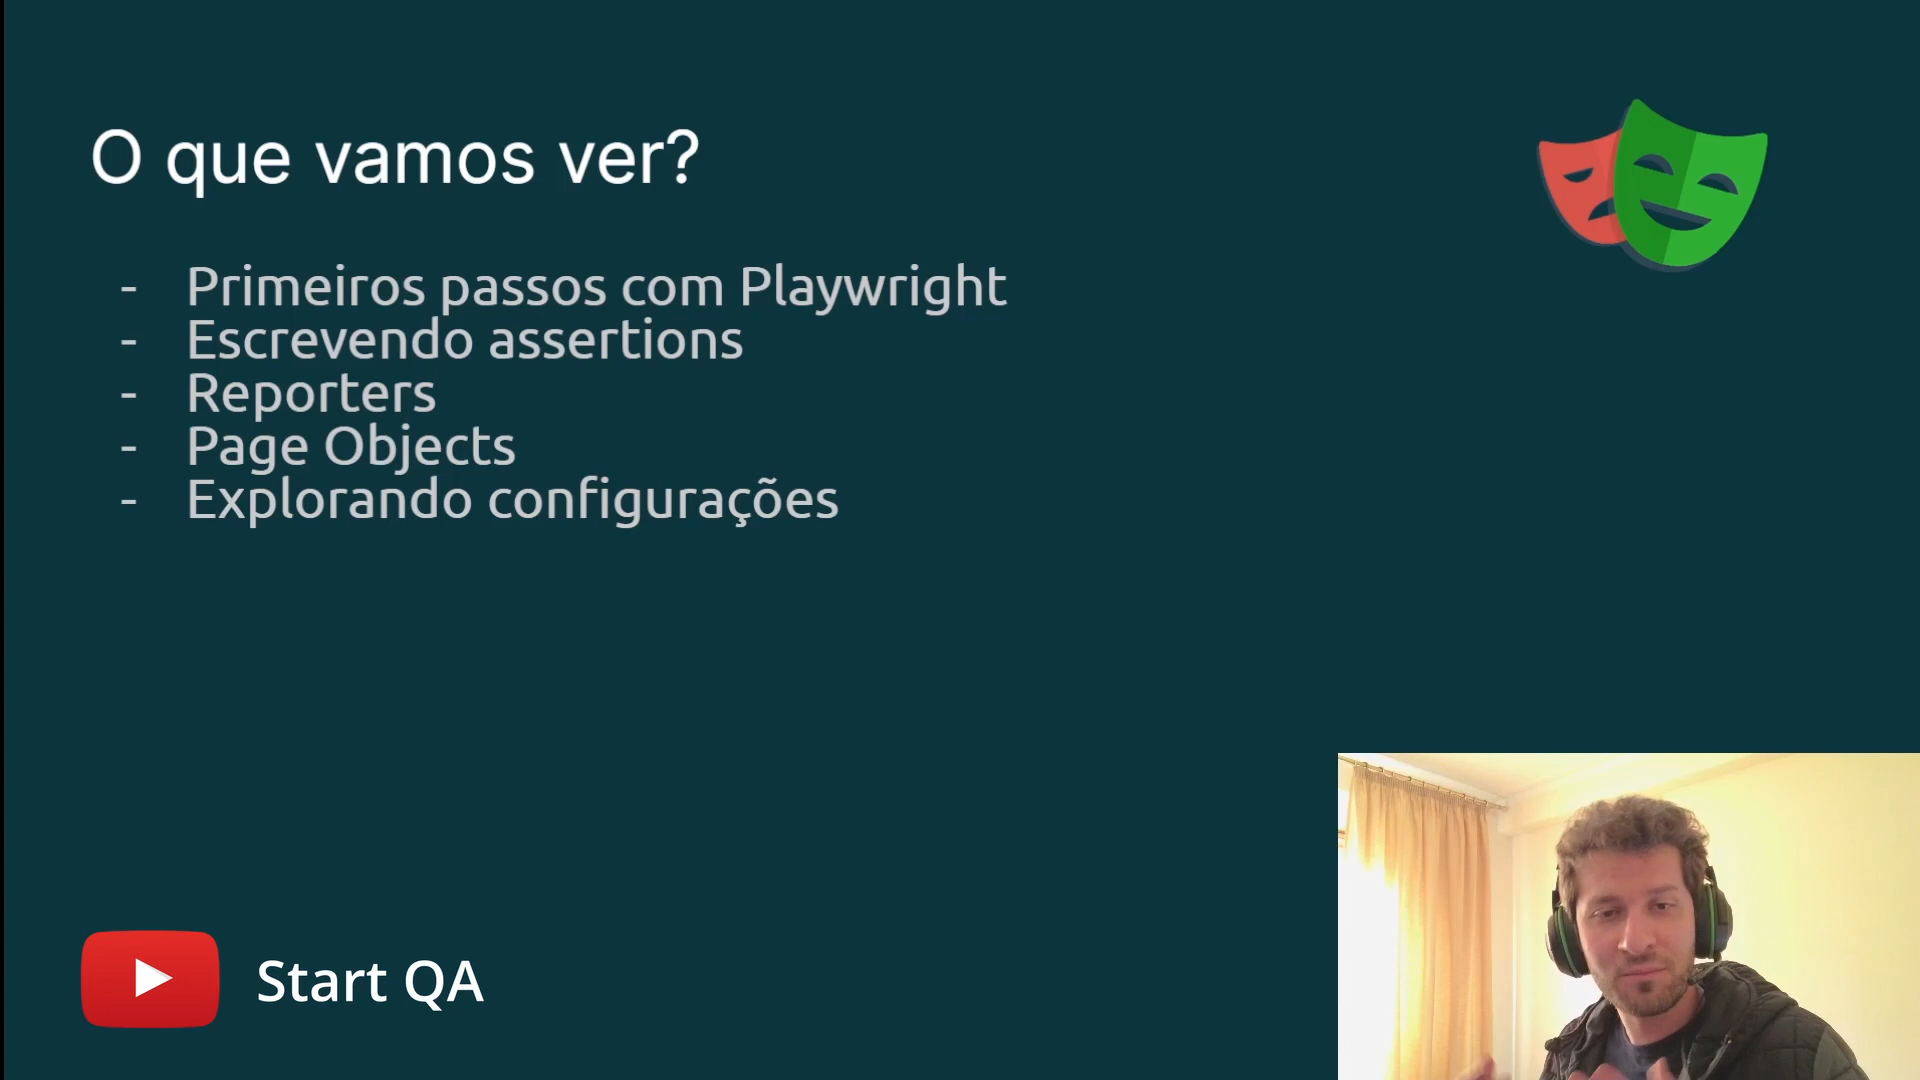 O que vamos ver?
- Primeiros passos com Playwright
- Escrevendo assertions
- Reporters
- Page Objects
- Explorando configurações
Start QA